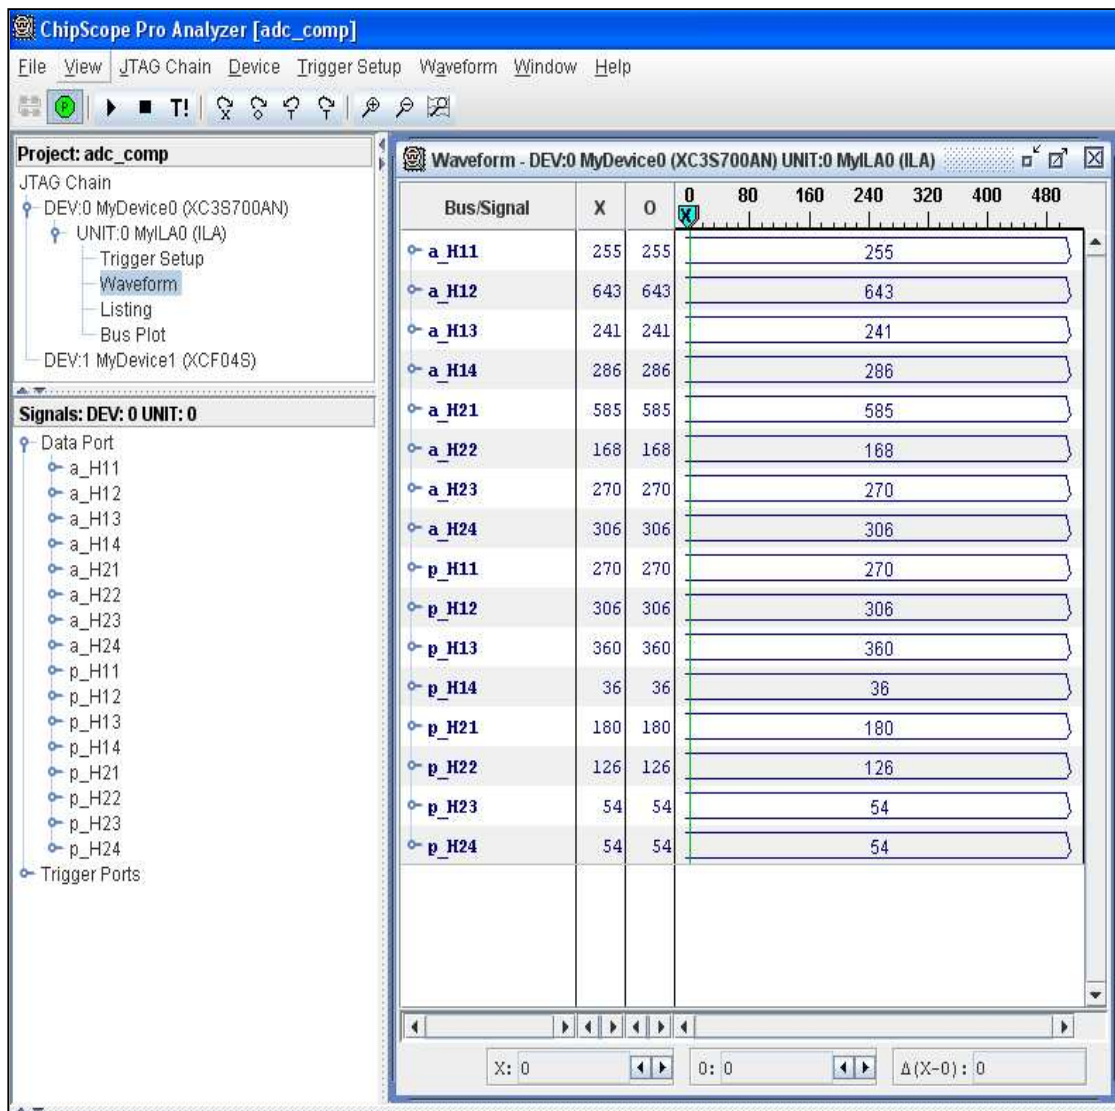 ChipScope Pro Analyzer [adc_comp]
File View JTAG Chain Device Trigger Setup Waveform Window Help
T!
Project: adc_comp
JTAG Chain
DEV:0 MyDevice0 (XC3S700AN)
UNIT:0 MyILA0 (ILA)
Trigger Setup
Waveform
Listing
Bus Plot
DEV:1 MyDevice1 (XCF04S)
Signals: DEV: 0 UNIT: 0
Data Port
a_H11
a_H12
a_H13
a_H14
a_H21
a_H22
a_H23
a_H24
p_H11
p_H12
p_H13
p_H14
p_H21
p_H22
p_H23
p_H24
Trigger Ports
Waveform - DEV:0 MyDevice0 (XC3S700AN) UNIT:0 MyILA0 (ILA)
Bus/Signal X O 0 80 160 240 320 400 480
X
a_H11 255 255 255
a_H12 643 643 643
a_H13 241 241 241
a_H14 286 286 286
a_H21 585 585 585
a_H22 168 168 168
a_H23 270 270 270
a_H24 306 306 306
p_H11 270 270 270
p_H12 306 306 306
p_H13 360 360 360
p_H14 36 36 36
p_H21 180 180 180
p_H22 126 126 126
p_H23 54 54 54
p_H24 54 54 54
X: 0 O: 0 Δ(X-O): 0